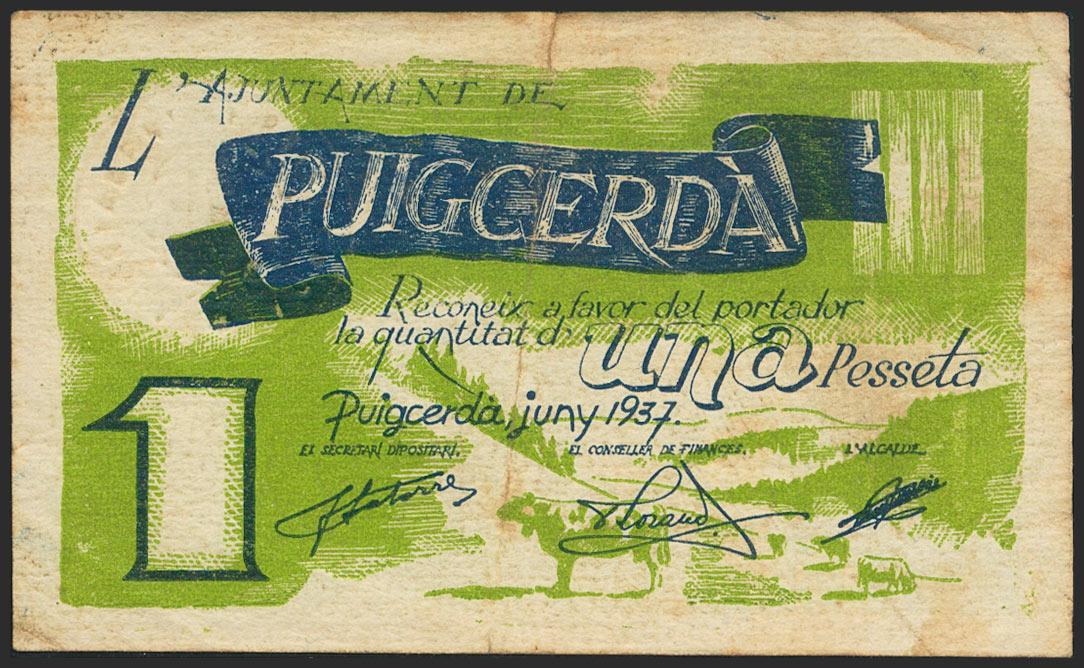 L'AJUNTAMENT DE
PUIGCERDÀ
Reconeix a favor del portador
la quantitat d' una Pesseta
Puigcerdà, juny 1937.
EL SECRETARI DIPOSITARI. EL CONSELLER DE FINANCES. L'ALCALDE
1